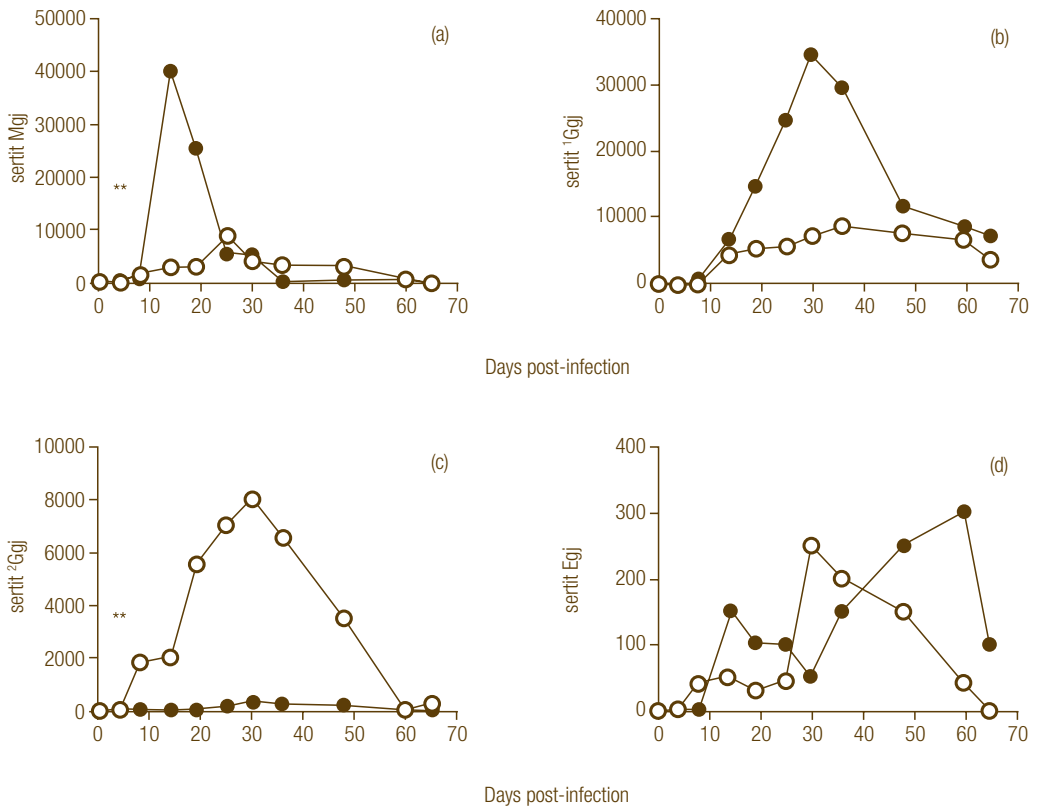 (a)
50000
40000
30000
20000
10000
0
sertit Mgj
**
0 10 20 30 40 50 60 70
(b)
40000
30000
20000
10000
0
sertit ¹Ggj
0 10 20 30 40 50 60 70
Days post-infection
(c)
10000
8000
6000
4000
2000
0
sertit ²Ggj
**
0 10 20 30 40 50 60 70
(d)
400
300
200
100
0
sertit Egj
0 10 20 30 40 50 60 70
Days post-infection